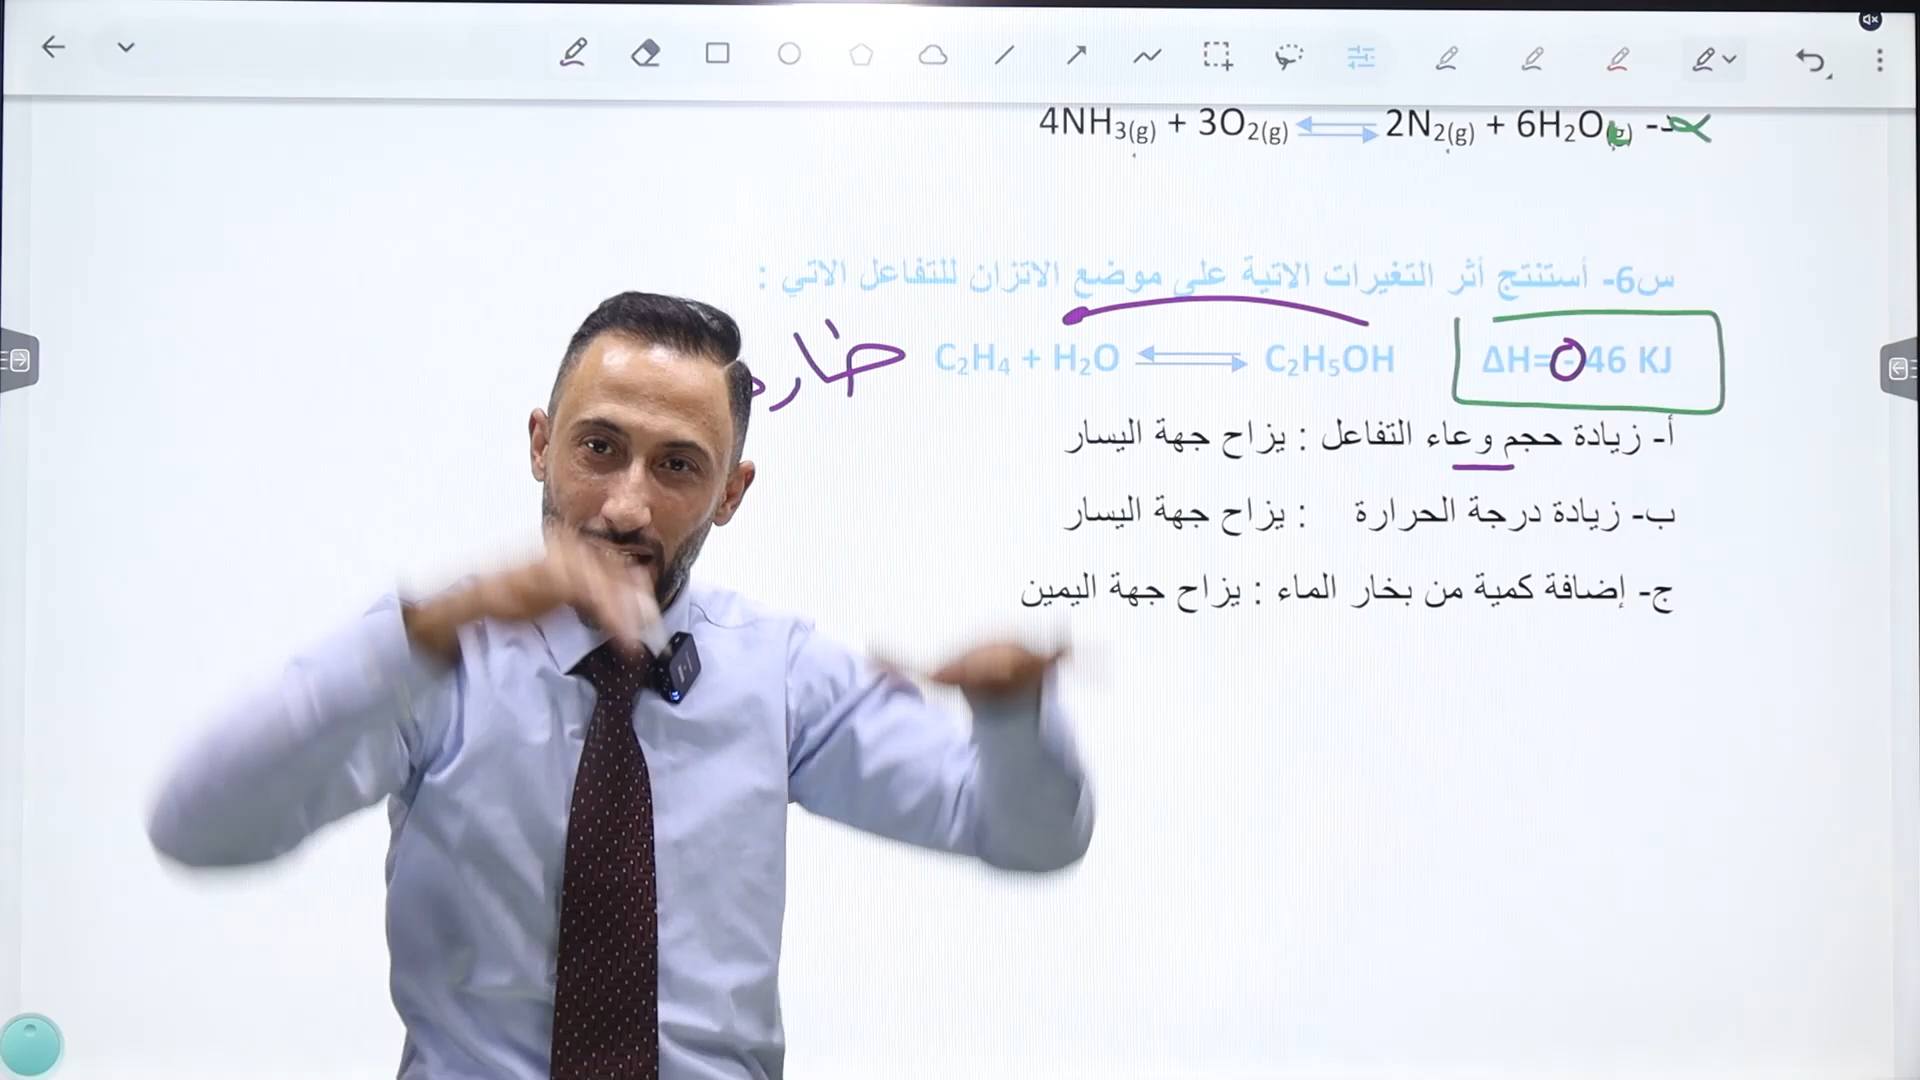 4NH3(g) + 3O2(g) ⇌ 2N2(g) + 6H2O(g) -د
س6- أستنتج أثر التغيرات الاتية على موضع الاتزان للتفاعل الاتي :
C2H4 + H2O ⇌ C2H5OH ΔH= - 46 KJ
أ- زيادة حجم وعاء التفاعل : يزاح جهة اليسار
ب- زيادة درجة الحرارة : يزاح جهة اليسار
ج- إضافة كمية من بخار الماء : يزاح جهة اليمين